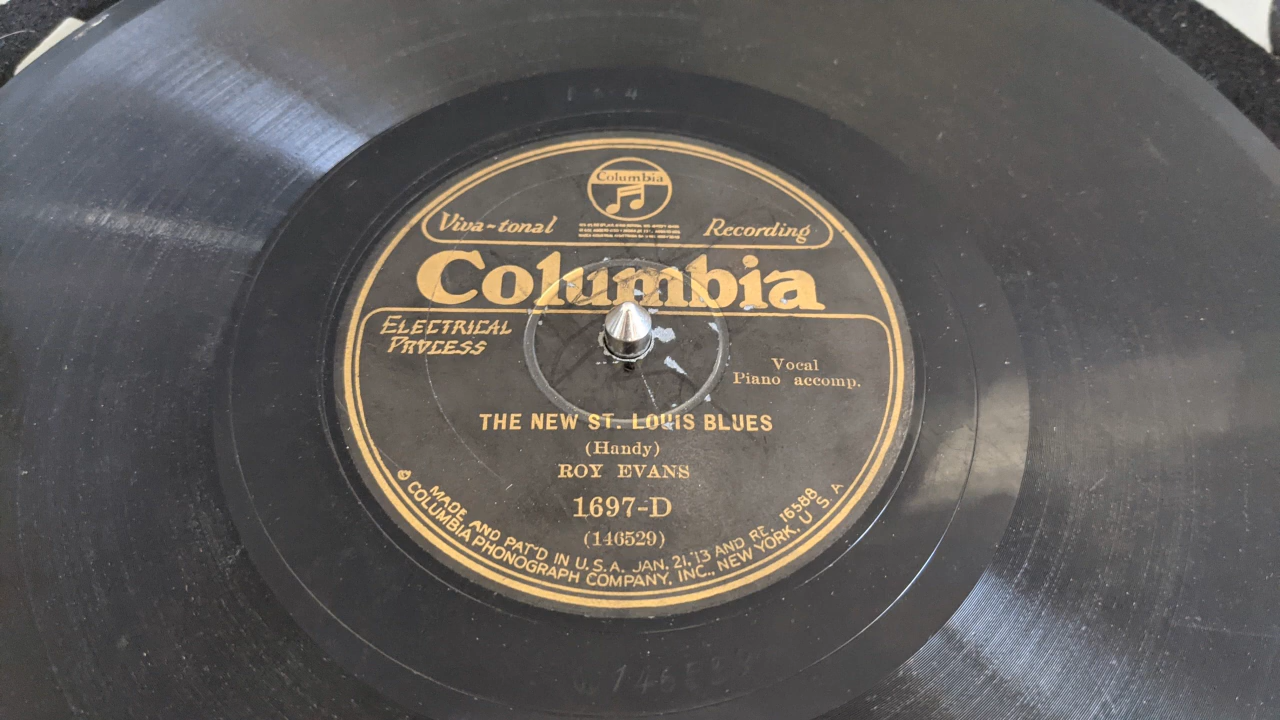 Columbia
Viva-tonal Recording
Columbia
ELECTRICAL
PROCESS
Vocal
Piano accomp.
THE NEW ST. LOUIS BLUES
(Handy)
ROY EVANS
1697-D
(146529)
MADE AND PAT'D IN U.S.A. JAN. 21, '13 AND RE. 16588
© COLUMBIA PHONOGRAPH COMPANY, INC., NEW YORK, U.S.A